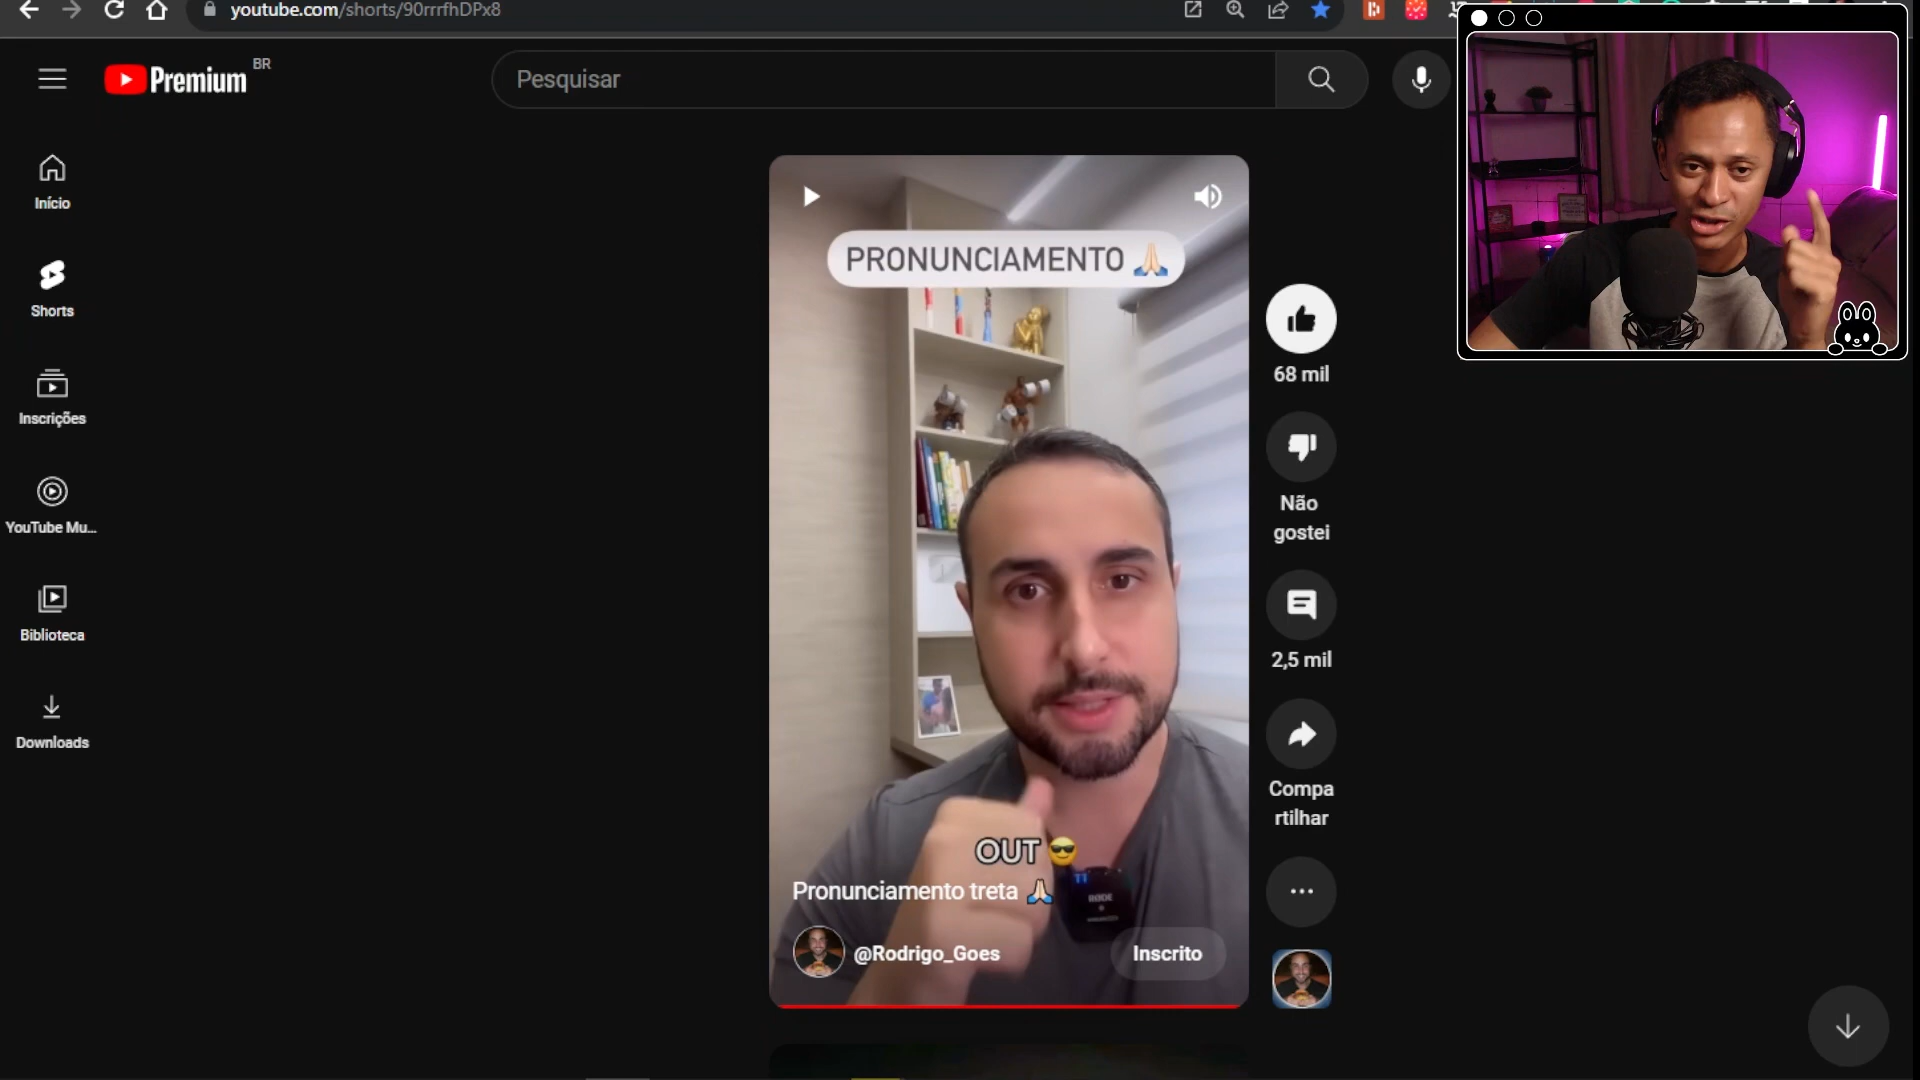 youtube.com/shorts/90rrrfhDPx8
Premium
BR
Pesquisar
Início
Shorts
Inscrições
YouTube Mu...
Biblioteca
Downloads
PRONUNCIAMENTO 🙏🏻
OUT 😎
Pronunciamento treta 🙏🏻
RØDE
@Rodrigo_Goes
Inscrito
68 mil
Não
gostei
2,5 mil
Compa
rtilhar